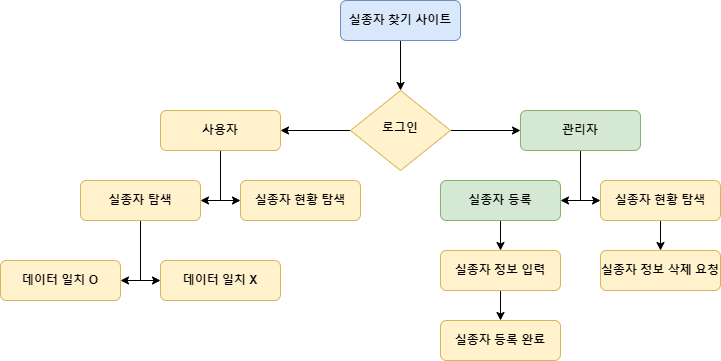 실종자 찾기 사이트
로그인
사용자
관리자
실종자 탐색
실종자 현황 탐색
실종자 등록
실종자 현황 탐색
데이터 일치 O
데이터 일치 X
실종자 정보 입력
실종자 정보 삭제 요청
실종자 등록 완료